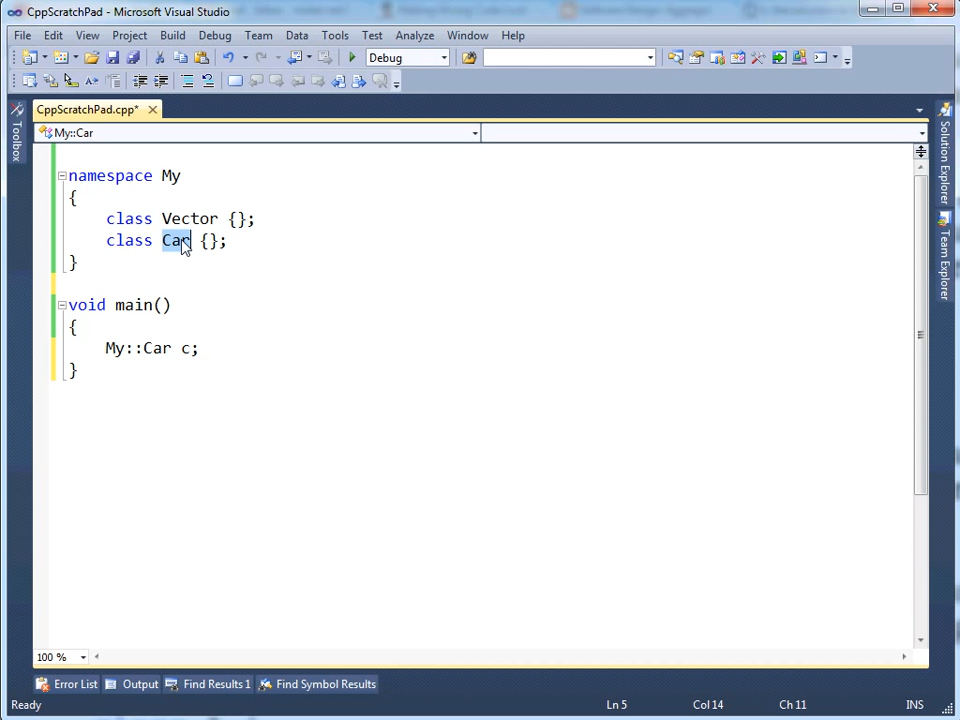 CppScratchPad - Microsoft Visual Studio
File Edit View Project Build Debug Team Data Tools Test Analyze Window Help
Debug
CppScratchPad.cpp*
My::Car
Toolbox
Solution Explorer
Team Explorer
namespace My
{
class Vector {};
class Car {};
}
void main()
{
My::Car c;
}
100 %
Error List Output Find Results 1 Find Symbol Results
Ready Ln 5 Col 14 Ch 11 INS